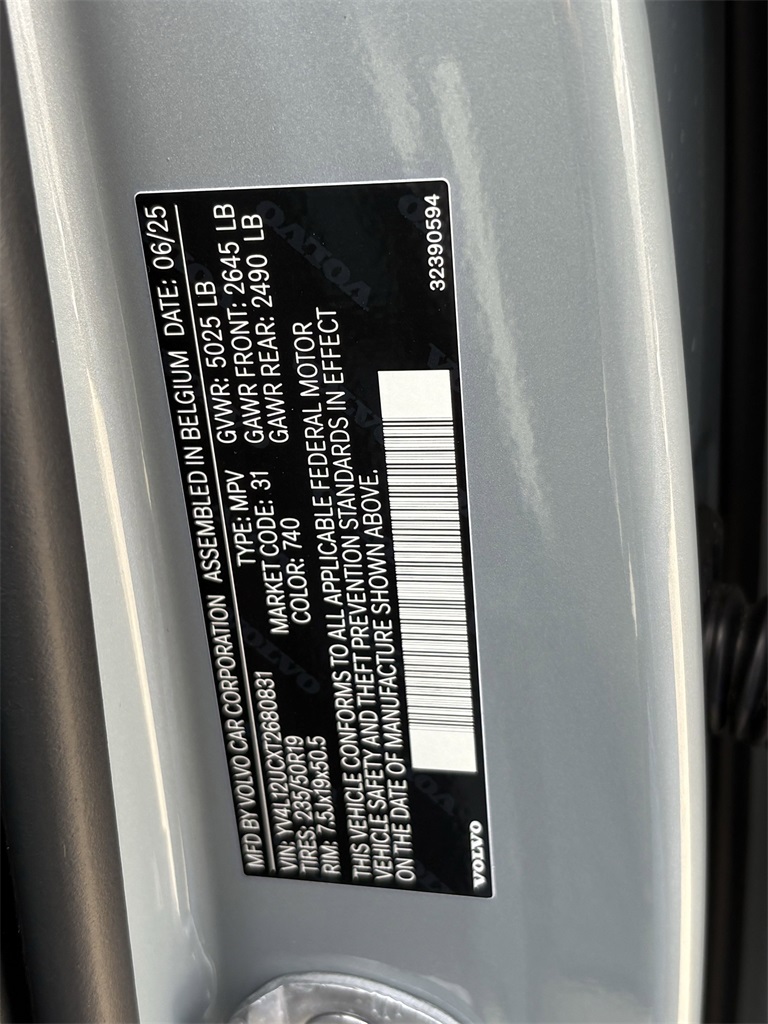 MFD BY VOLVO CAR CORPORATION ASSEMBLED IN BELGIUM DATE: 06/25
VIN: YV4L12UCXT2680831 TYPE: MPV GVWR: 5025 LB
TIRES: 235/50R19 MARKET CODE: 31 GAWR FRONT: 2645 LB
RIM: 7.5Jx19x50.5 COLOR: 740 GAWR REAR: 2490 LB
THIS VEHICLE CONFORMS TO ALL APPLICABLE FEDERAL MOTOR
VEHICLE SAFETY AND THEFT PREVENTION STANDARDS IN EFFECT
ON THE DATE OF MANUFACTURE SHOWN ABOVE.
VOLVO 32390594